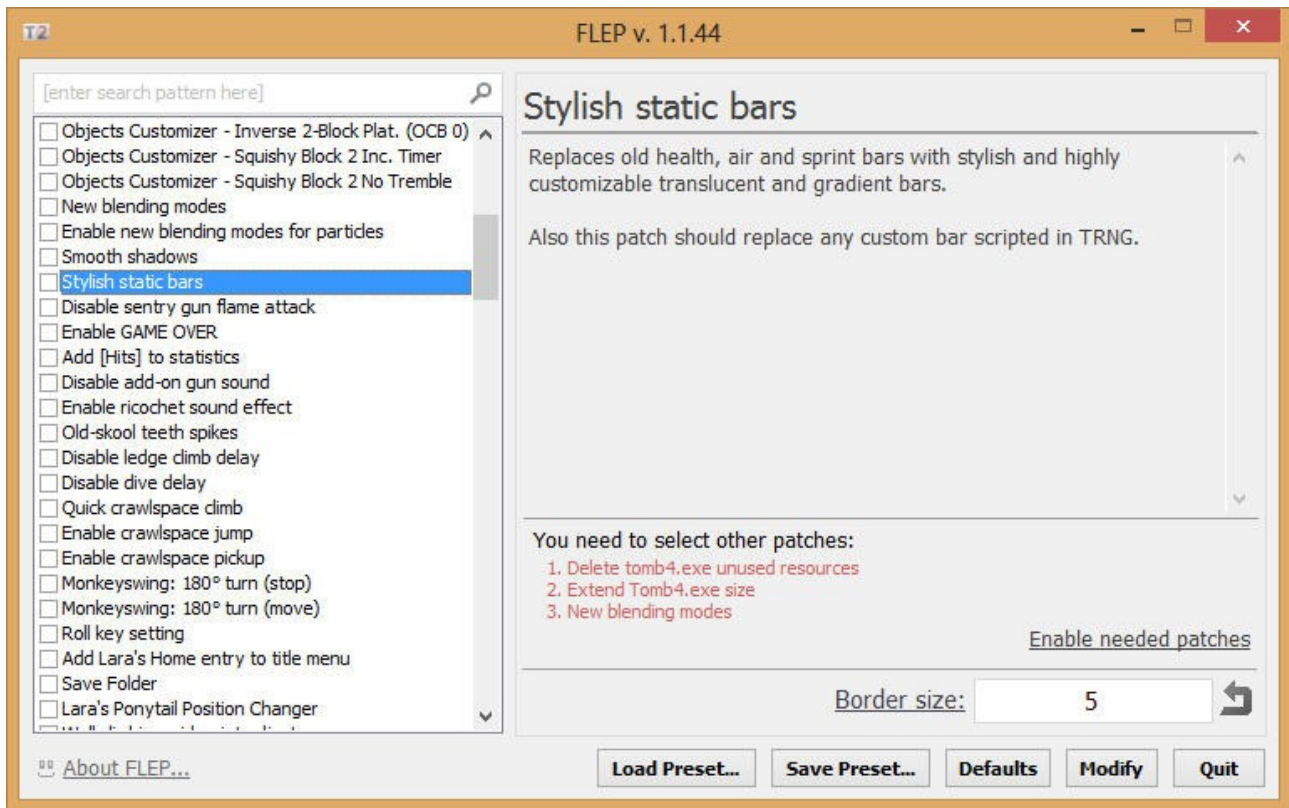 T2
FLEP v. 1.1.44
[enter search pattern here]
Objects Customizer - Inverse 2-Block Plat. (OCB 0)
Objects Customizer - Squishy Block 2 Inc. Timer
Objects Customizer - Squishy Block 2 No Tremble
New blending modes
Enable new blending modes for particles
Smooth shadows
Stylish static bars
Disable sentry gun flame attack
Enable GAME OVER
Add [Hits] to statistics
Disable add-on gun sound
Enable ricochet sound effect
Old-skool teeth spikes
Disable ledge climb delay
Disable dive delay
Quick crawlspace climb
Enable crawlspace jump
Enable crawlspace pickup
Monkeyswing: 180° turn (stop)
Monkeyswing: 180° turn (move)
Roll key setting
Add Lara's Home entry to title menu
Save Folder
Lara's Ponytail Position Changer
Stylish static bars
Replaces old health, air and sprint bars with stylish and highly
customizable translucent and gradient bars.
Also this patch should replace any custom bar scripted in TRNG.
You need to select other patches:
1. Delete tomb4.exe unused resources
2. Extend Tomb4.exe size
3. New blending modes
Enable needed patches
Border size: 5
About FLEP...
Load Preset... Save Preset... Defaults Modify Quit